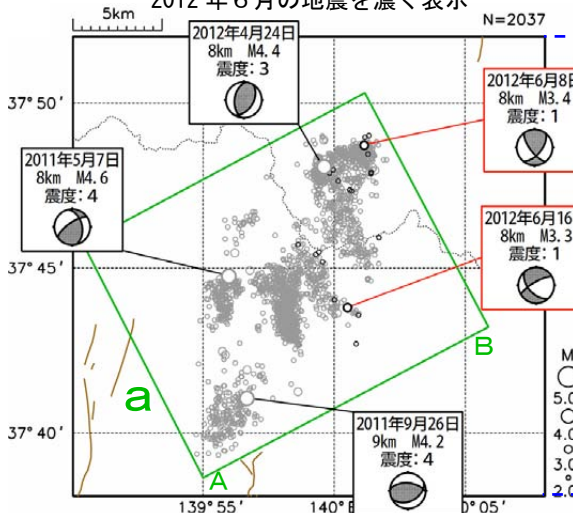 2012年6月の地震を濃く表示
5km
N=2037
2012年4月24日
8km M4.4
震度：3
37°50′
2012年6月8日
8km M3.4
震度：1
2011年5月7日
8km M4.6
震度：4
2012年6月16
8km M3.3
震度：1
37°45′
B
a
M
5.0
4.0
3.0
2.0
37°40′
2011年9月26日
9km M4.2
震度：4
A
139°55′
140°0
0°05′